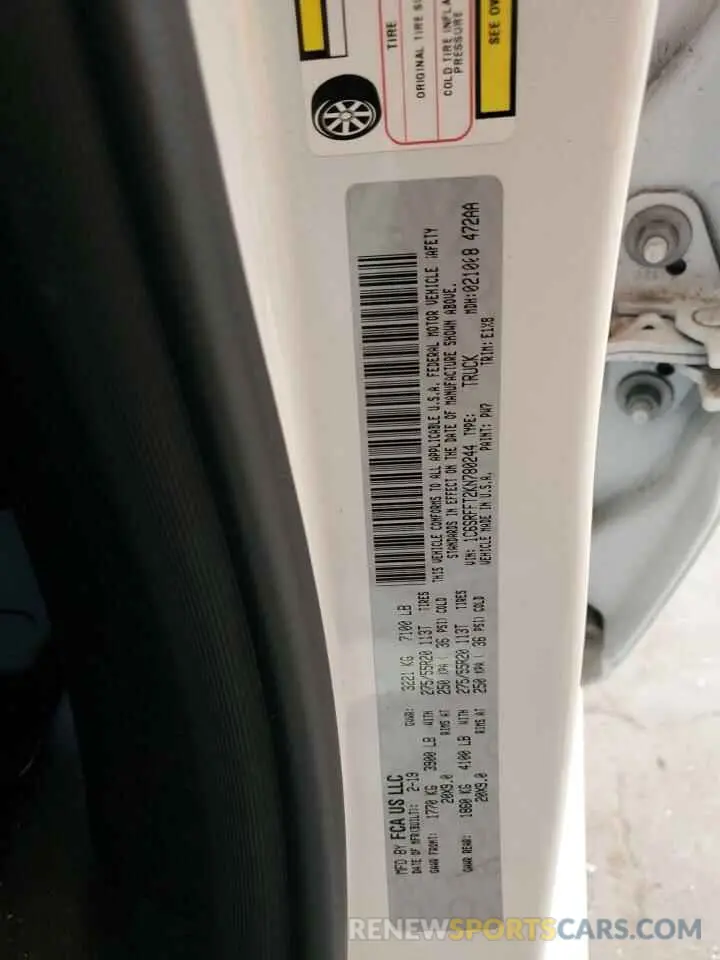 TIRE
ORIGINAL TIRE
COLD TIRE
PRESSURE
SEE
MFD BY FCA US LLC
DATE OF MFR(BUILT): 2-19
GVWR: 3221 KG 7100 LB
GAWR FRONT: 1770 KG 3900 LB WITH 275/55R20 113T TIRES
20X9.0 RIMS AT 250 KPA ( 36 PSI) COLD
GAWR REAR: 1860 KG 4100 LB WITH 275/55R20 113T TIRES
20X9.0 RIMS AT 250 KPA ( 36 PSI) COLD
THIS VEHICLE CONFORMS TO ALL APPLICABLE U.S.A. FEDERAL MOTOR VEHICLE SAFETY
STANDARDS IN EFFECT ON THE DATE OF MANUFACTURE SHOWN ABOVE.
VIN: 1C6SRFFT2KN780244 TYPE: TRUCK MDH: 472AA
VEHICLE MADE IN U.S.A. PAINT: PW7 TRIM: E1X8
RENEWSPORTSCARS.COM